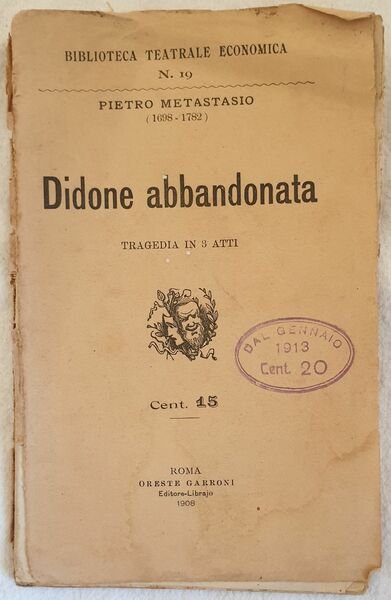 BIBLIOTECA TEATRALE ECONOMICA
N. 19
PIETRO METASTASIO
(1698-1782)
Didone abbandonata
TRAGEDIA IN 3 ATTI
DAL GENNAIO
1913
Cent. 20
Cent. 15
ROMA
ORESTE GARRONI
Editore-Librajo
1908